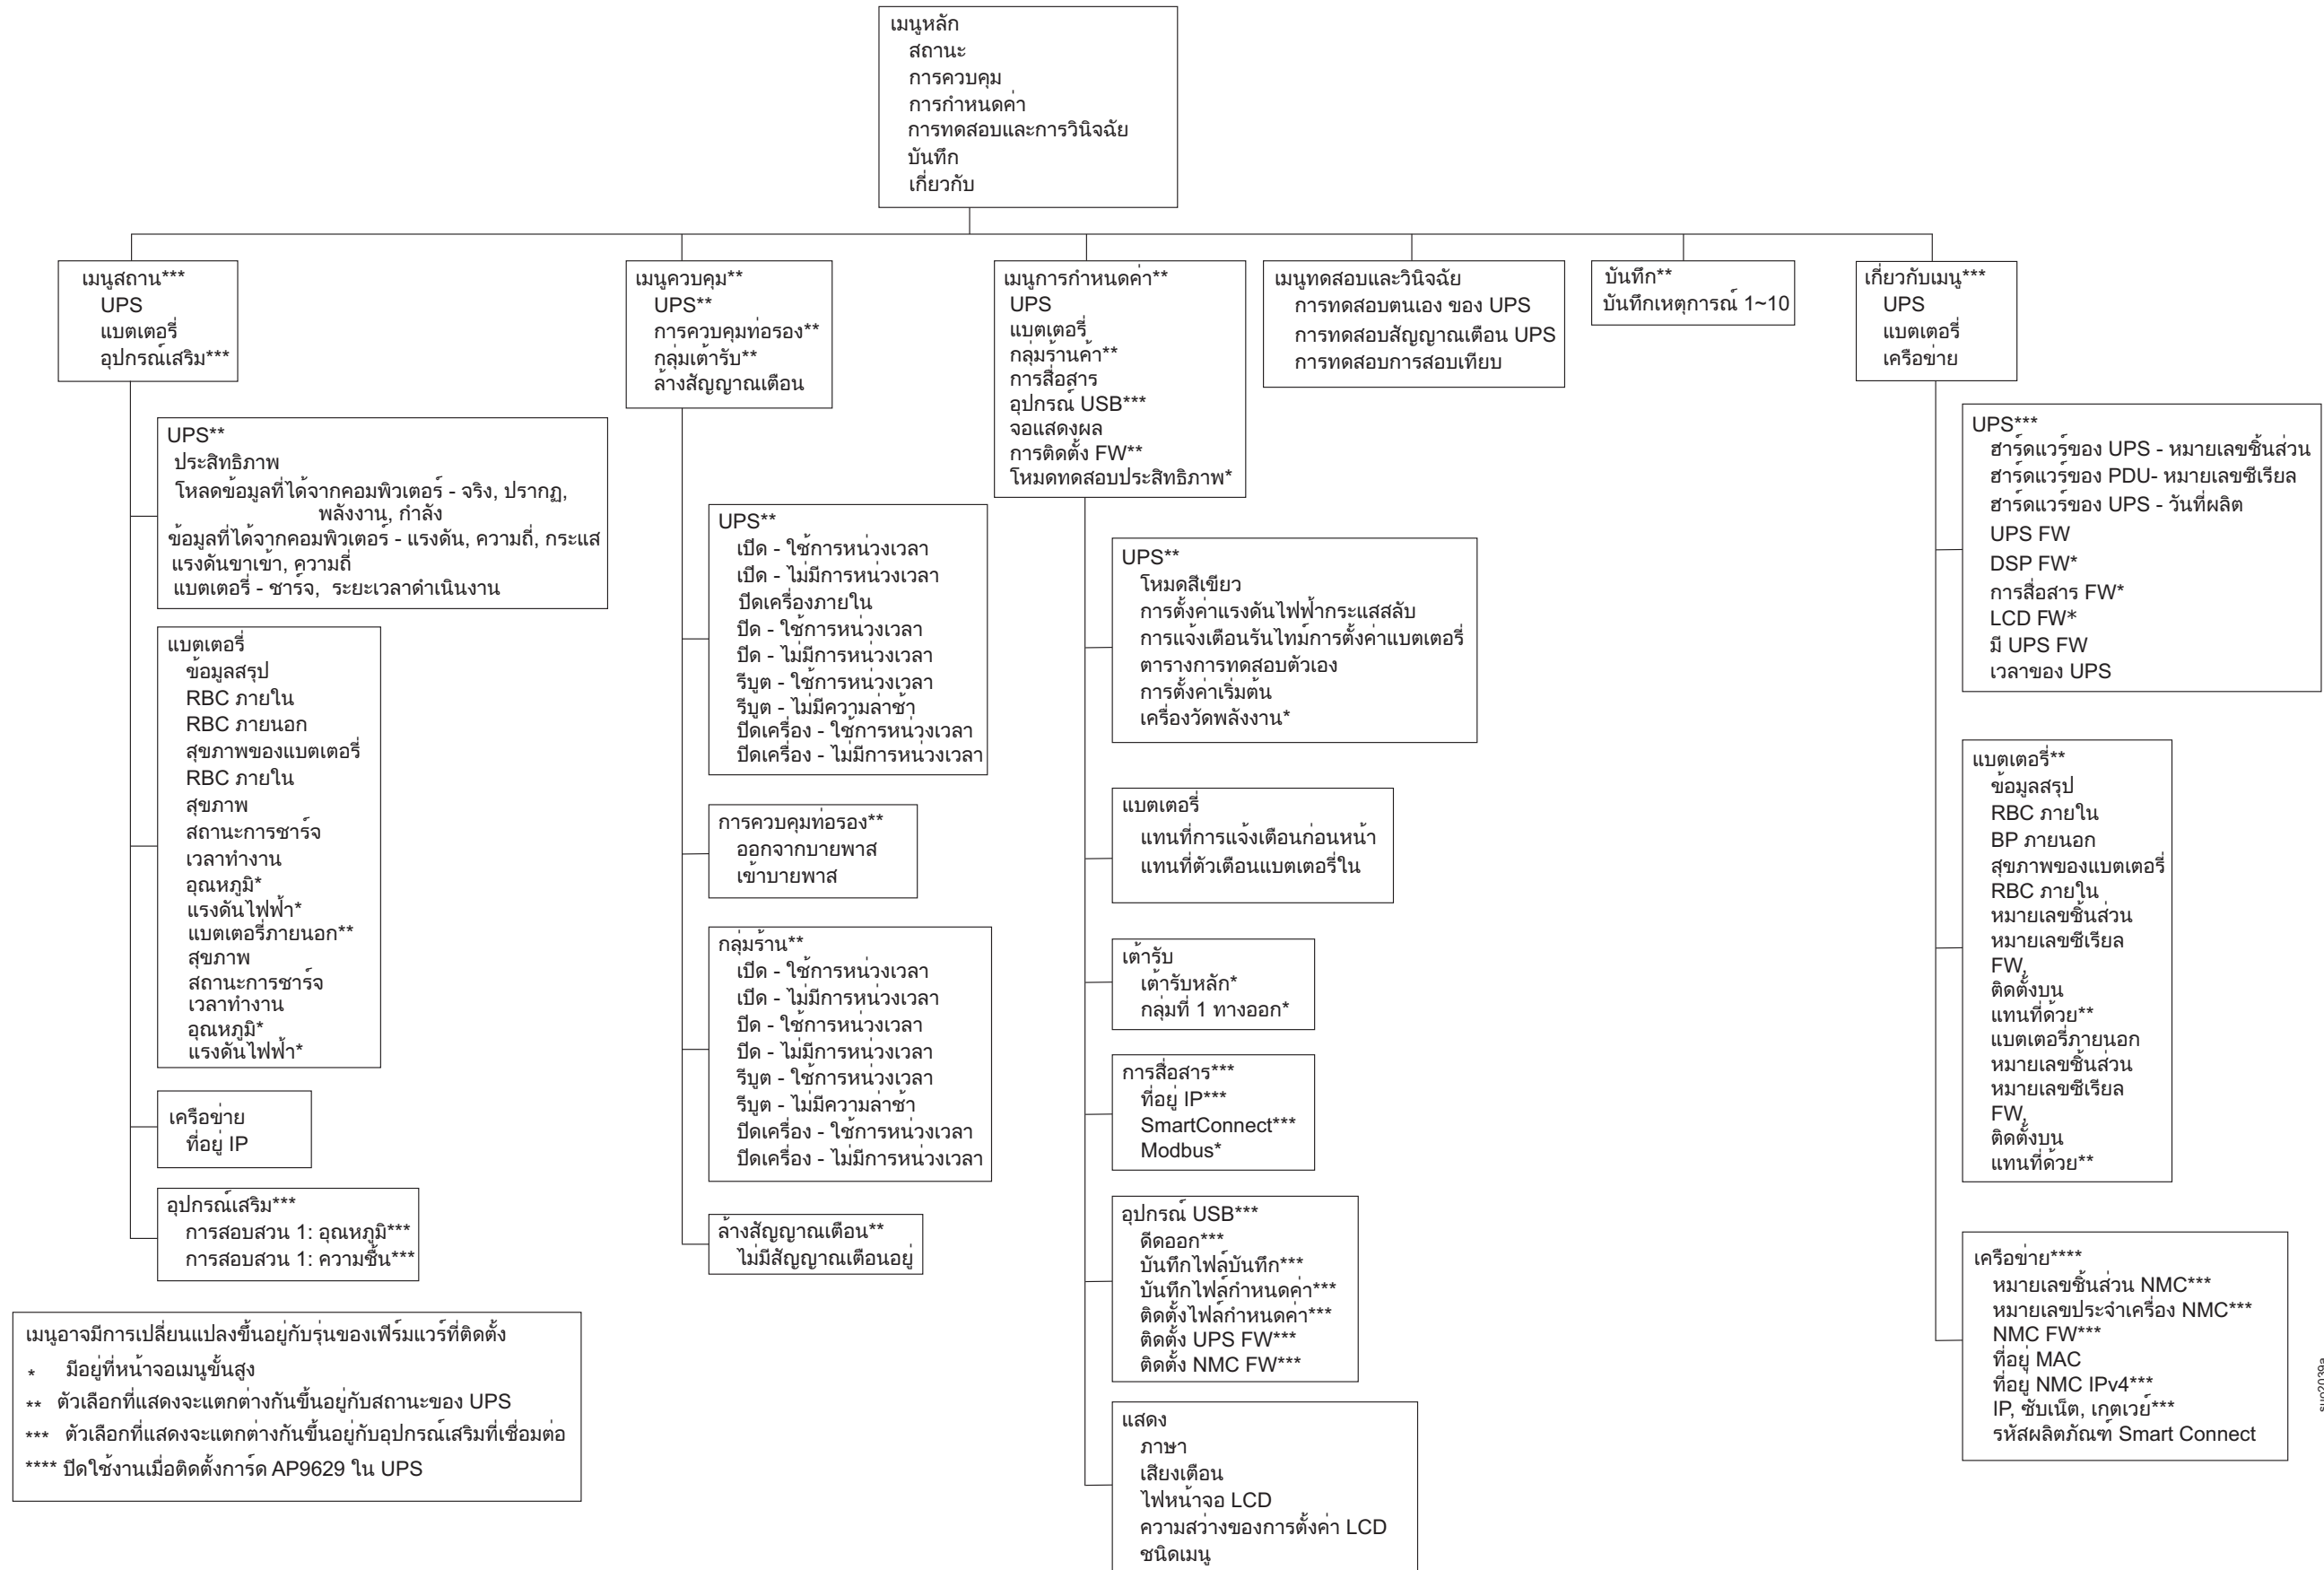 เมนูหลัก
สถานะ
การควบคุม
การกำหนดค่า
การทดสอบและการวินิจฉัย
บันทึก
เกี่ยวกับ
เมนูสถาน***
UPS
แบตเตอรี่
อุปกรณ์เสริม***
UPS**
ประสิทธิภาพ
โหลดข้อมูลที่ได้จากคอมพิวเตอร์ - จริง, ปรากฏ,
พลังงาน, กำลัง
ข้อมูลที่ได้จากคอมพิวเตอร์ - แรงดัน, ความถี่, กระแส
แรงดันขาเข้า, ความถี่
แบตเตอรี่ - ชาร์จ, ระยะเวลาดำเนินงาน
แบตเตอรี่
ข้อมูลสรุป
RBC ภายใน
RBC ภายนอก
สุขภาพของแบตเตอรี่
RBC ภายใน
สุขภาพ
สถานะการชาร์จ
เวลาทำงาน
อุณหภูมิ*
แรงดันไฟฟ้า*
แบตเตอรี่ภายนอก**
สุขภาพ
สถานะการชาร์จ
เวลาทำงาน
อุณหภูมิ*
แรงดันไฟฟ้า*
เครือข่าย
ที่อยู่ IP
อุปกรณ์เสริม***
การสอบสวน 1: อุณหภูมิ***
การสอบสวน 1: ความชื้น***
เมนูควบคุม**
UPS**
การควบคุมท่อรอง**
กลุ่มเต้ารับ**
ล้างสัญญาณเตือน
UPS**
เปิด - ใช้การหน่วงเวลา
เปิด - ไม่มีการหน่วงเวลา
ปิดเครื่องภายใน
ปิด - ใช้การหน่วงเวลา
ปิด - ไม่มีการหน่วงเวลา
รีบูต - ใช้การหน่วงเวลา
รีบูต - ไม่มีความล่าช้า
ปิดเครื่อง - ใช้การหน่วงเวลา
ปิดเครื่อง - ไม่มีการหน่วงเวลา
การควบคุมท่อรอง**
ออกจากบายพาส
เข้าบายพาส
กลุ่มร้าน**
เปิด - ใช้การหน่วงเวลา
เปิด - ไม่มีการหน่วงเวลา
ปิด - ใช้การหน่วงเวลา
ปิด - ไม่มีการหน่วงเวลา
รีบูต - ใช้การหน่วงเวลา
รีบูต - ไม่มีความล่าช้า
ปิดเครื่อง - ใช้การหน่วงเวลา
ปิดเครื่อง - ไม่มีการหน่วงเวลา
ล้างสัญญาณเตือน**
ไม่มีสัญญาณเตือนอยู่
เมนูการกำหนดค่า**
UPS
แบตเตอรี่
กลุ่มร้านค้า**
การสื่อสาร
อุปกรณ์ USB***
จอแสดงผล
การติดตั้ง FW**
โหมดทดสอบประสิทธิภาพ*
UPS**
โหมดสีเขียว
การตั้งค่าแรงดันไฟฟ้ากระแสสลับ
การแจ้งเตือนรันไทม์การตั้งค่าแบตเตอรี่
ตารางการทดสอบตัวเอง
การตั้งค่าเริ่มต้น
เครื่องวัดพลังงาน*
แบตเตอรี่
แทนที่การแจ้งเตือนก่อนหน้า
แทนที่ตัวเตือนแบตเตอรี่ใน
เต้ารับ
เต้ารับหลัก*
กลุ่มที่ 1 ทางออก*
การสื่อสาร***
ที่อยู่ IP***
SmartConnect***
Modbus*
อุปกรณ์ USB***
ดีดออก***
บันทึกไฟล์บันทึก***
บันทึกไฟล์กำหนดค่า***
ติดตั้งไฟล์กำหนดค่า***
ติดตั้ง UPS FW***
ติดตั้ง NMC FW***
แสดง
ภาษา
เสียงเตือน
ไฟหน้าจอ LCD
ความสว่างของการตั้งค่า LCD
ชนิดเมนู
เมนูทดสอบและวินิจฉัย
การทดสอบตนเอง ของ UPS
การทดสอบสัญญาณเตือน UPS
การทดสอบการสอบเทียบ
บันทึก**
บันทึกเหตุการณ์ 1~10
เกี่ยวกับเมนู***
UPS
แบตเตอรี่
เครือข่าย
UPS***
ฮาร์ดแวร์ของ UPS - หมายเลขชิ้นส่วน
ฮาร์ดแวร์ของ PDU- หมายเลขซีเรียล
ฮาร์ดแวร์ของ UPS - วันที่ผลิต
UPS FW
DSP FW*
การสื่อสาร FW*
LCD FW*
มี UPS FW
เวลาของ UPS
แบตเตอรี่**
ข้อมูลสรุป
RBC ภายใน
BP ภายนอก
สุขภาพของแบตเตอรี่
RBC ภายใน
หมายเลขชิ้นส่วน
หมายเลขซีเรียล
FW,
ติดตั้งบน
แทนที่ด้วย**
แบตเตอรี่ภายนอก
หมายเลขชิ้นส่วน
หมายเลขซีเรียล
FW,
ติดตั้งบน
แทนที่ด้วย**
เครือข่าย****
หมายเลขชิ้นส่วน NMC***
หมายเลขประจำเครื่อง NMC***
NMC FW***
ที่อยู่ MAC
ที่อยู่ NMC IPv4***
IP, ซับเน็ต, เกตเวย์***
รหัสผลิตภัณฑ์ Smart Connect
เมนูอาจมีการเปลี่ยนแปลงขึ้นอยู่กับรุ่นของเฟิร์มแวร์ที่ติดตั้ง
* มีอยู่ที่หน้าจอเมนูขั้นสูง
** ตัวเลือกที่แสดงจะแตกต่างกันขึ้นอยู่กับสถานะของ UPS
*** ตัวเลือกที่แสดงจะแตกต่างกันขึ้นอยู่กับอุปกรณ์เสริมที่เชื่อมต่อ
**** ปิดใช้งานเมื่อติดตั้งการ์ด AP9629 ใน UPS
suo2039a